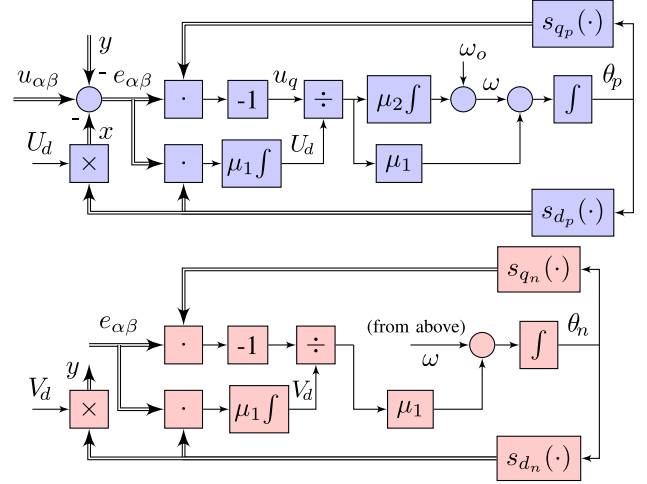 s_{q_p}(·)
y
u_{αβ}
-
e_{αβ}
·
-1
u_q
÷
μ_2∫
ω_o
ω
∫
θ_p
-
x
U_d
×
·
μ_1∫
U_d
μ_1
s_{d_p}(·)
s_{q_n}(·)
e_{αβ}
·
-1
÷
(from above)
ω
∫
θ_n
y
V_d
×
·
μ_1∫
V_d
μ_1
s_{d_n}(·)